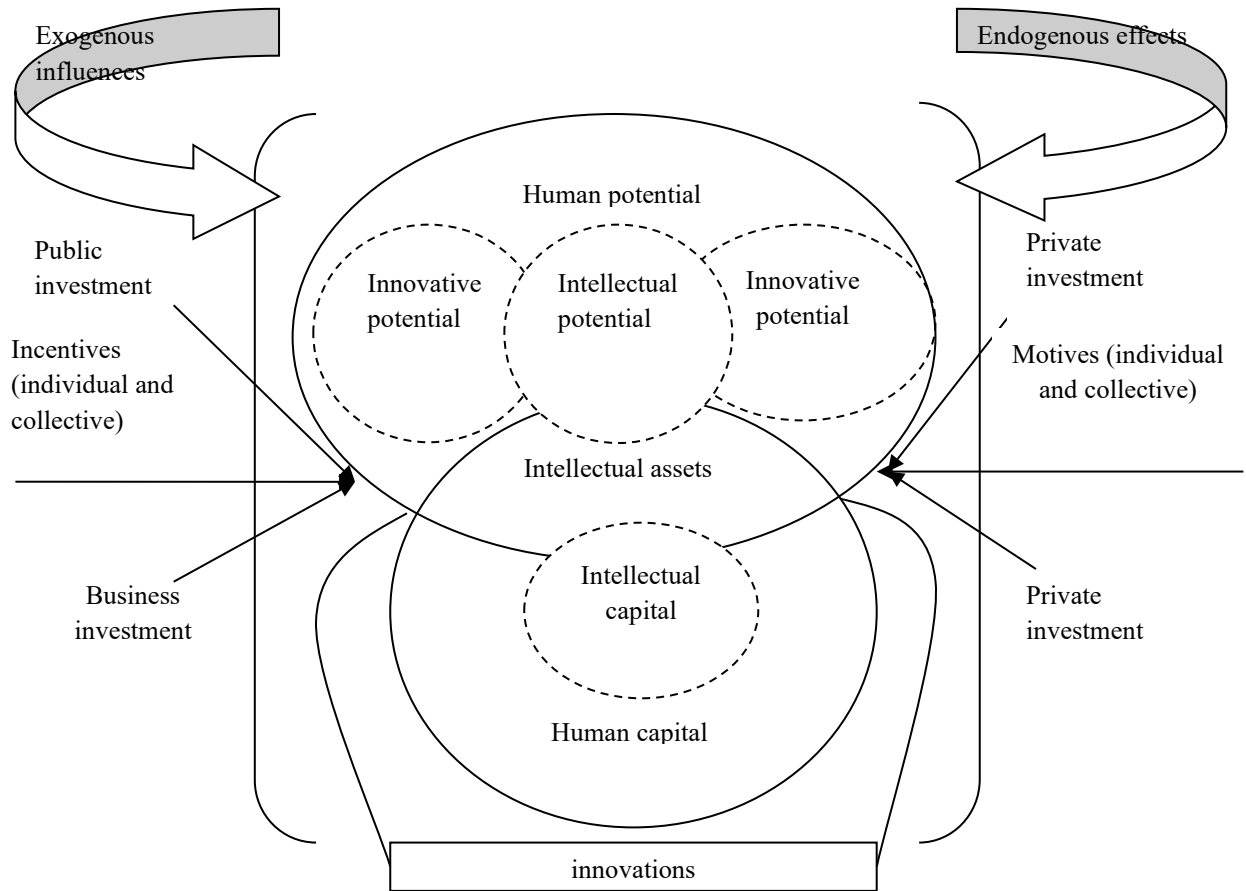 Exogenous
influences
Endogenous effects
Human potential
Public
investment
Private
investment
Innovative
potential
Intellectual
potential
Innovative
potential
Incentives
(individual and
collective)
Motives (individual
and collective)
Intellectual assets
Intellectual
capital
Business
investment
Private
investment
Human capital
innovations